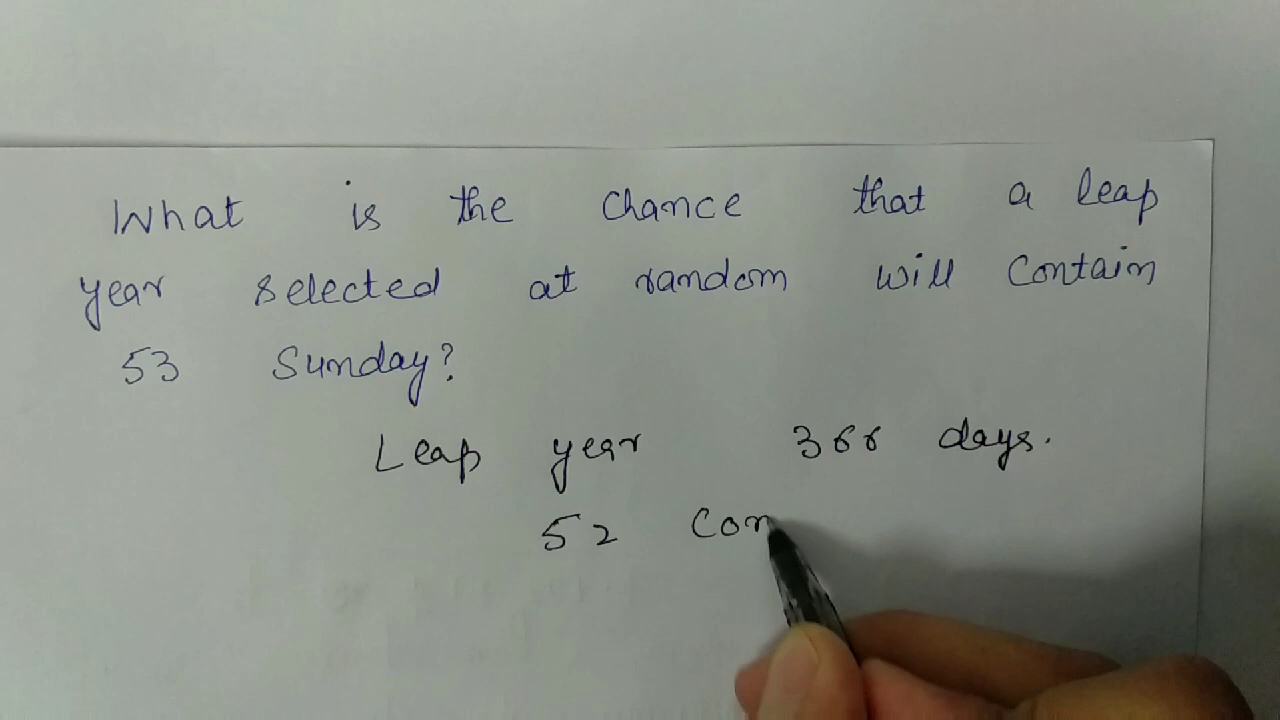 What is the chance that a leap
year selected at random will contain
53 Sunday?
Leap year 366 days.
52 Com